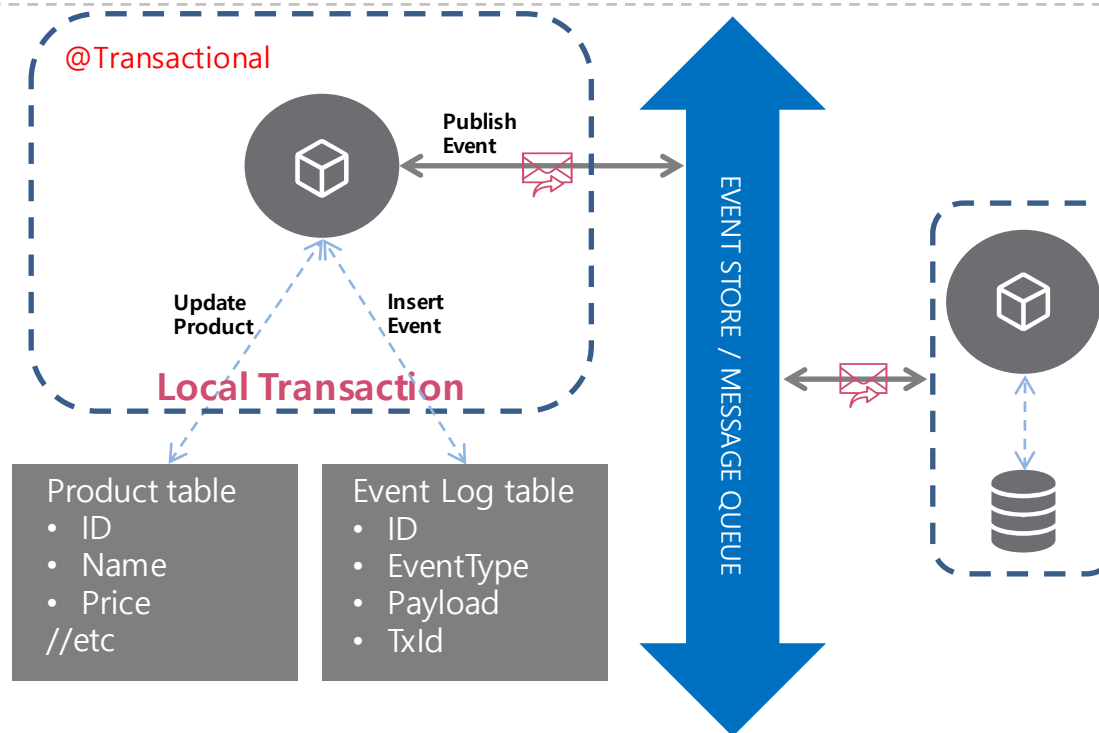 @Transactional
Publish
Event
Update
Product
Insert
Event
Local Transaction
EVENT STORE / MESSAGE QUEUE
Product table
• ID
• Name
• Price
//etc
Event Log table
• ID
• EventType
• Payload
• TxId